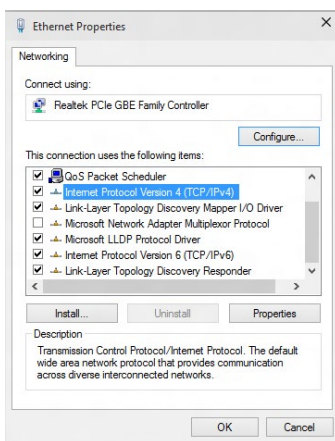 Ethernet Properties
Networking
Connect using:
Realtek PCIe GBE Family Controller
Configure...
This connection uses the following items:
QoS Packet Scheduler
Internet Protocol Version 4 (TCP/IPv4)
Link-Layer Topology Discovery Mapper I/O Driver
Microsoft Network Adapter Multiplexor Protocol
Microsoft LLDP Protocol Driver
Internet Protocol Version 6 (TCP/IPv6)
Link-Layer Topology Discovery Responder
Install...
Uninstall
Properties
Description
Transmission Control Protocol/Internet Protocol. The default
wide area network protocol that provides communication
across diverse interconnected networks.
OK
Cancel